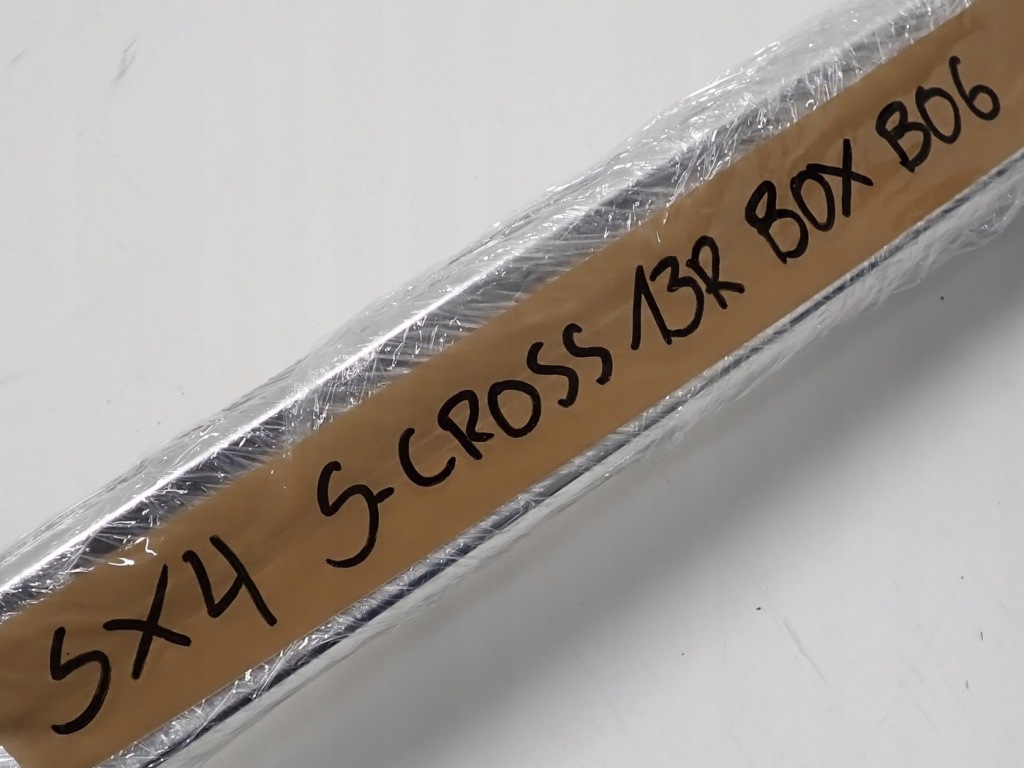 SX4 S-CROSS 13R BOX B06